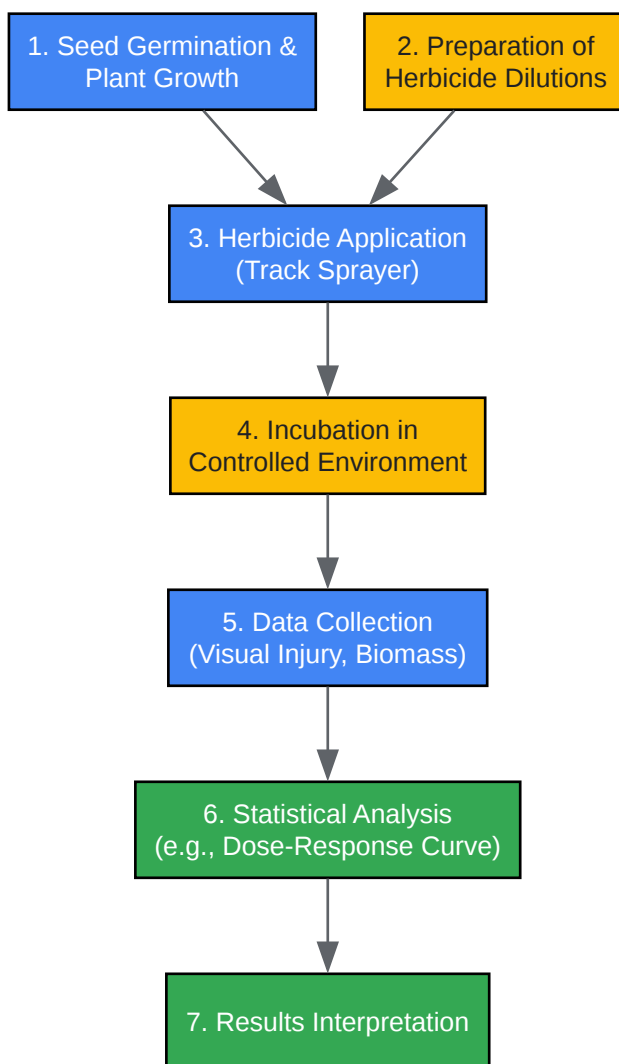 1. Seed Germination &
Plant Growth
2. Preparation of
Herbicide Dilutions
3. Herbicide Application
(Track Sprayer)
4. Incubation in
Controlled Environment
5. Data Collection
(Visual Injury, Biomass)
6. Statistical Analysis
(e.g., Dose-Response Curve)
7. Results Interpretation